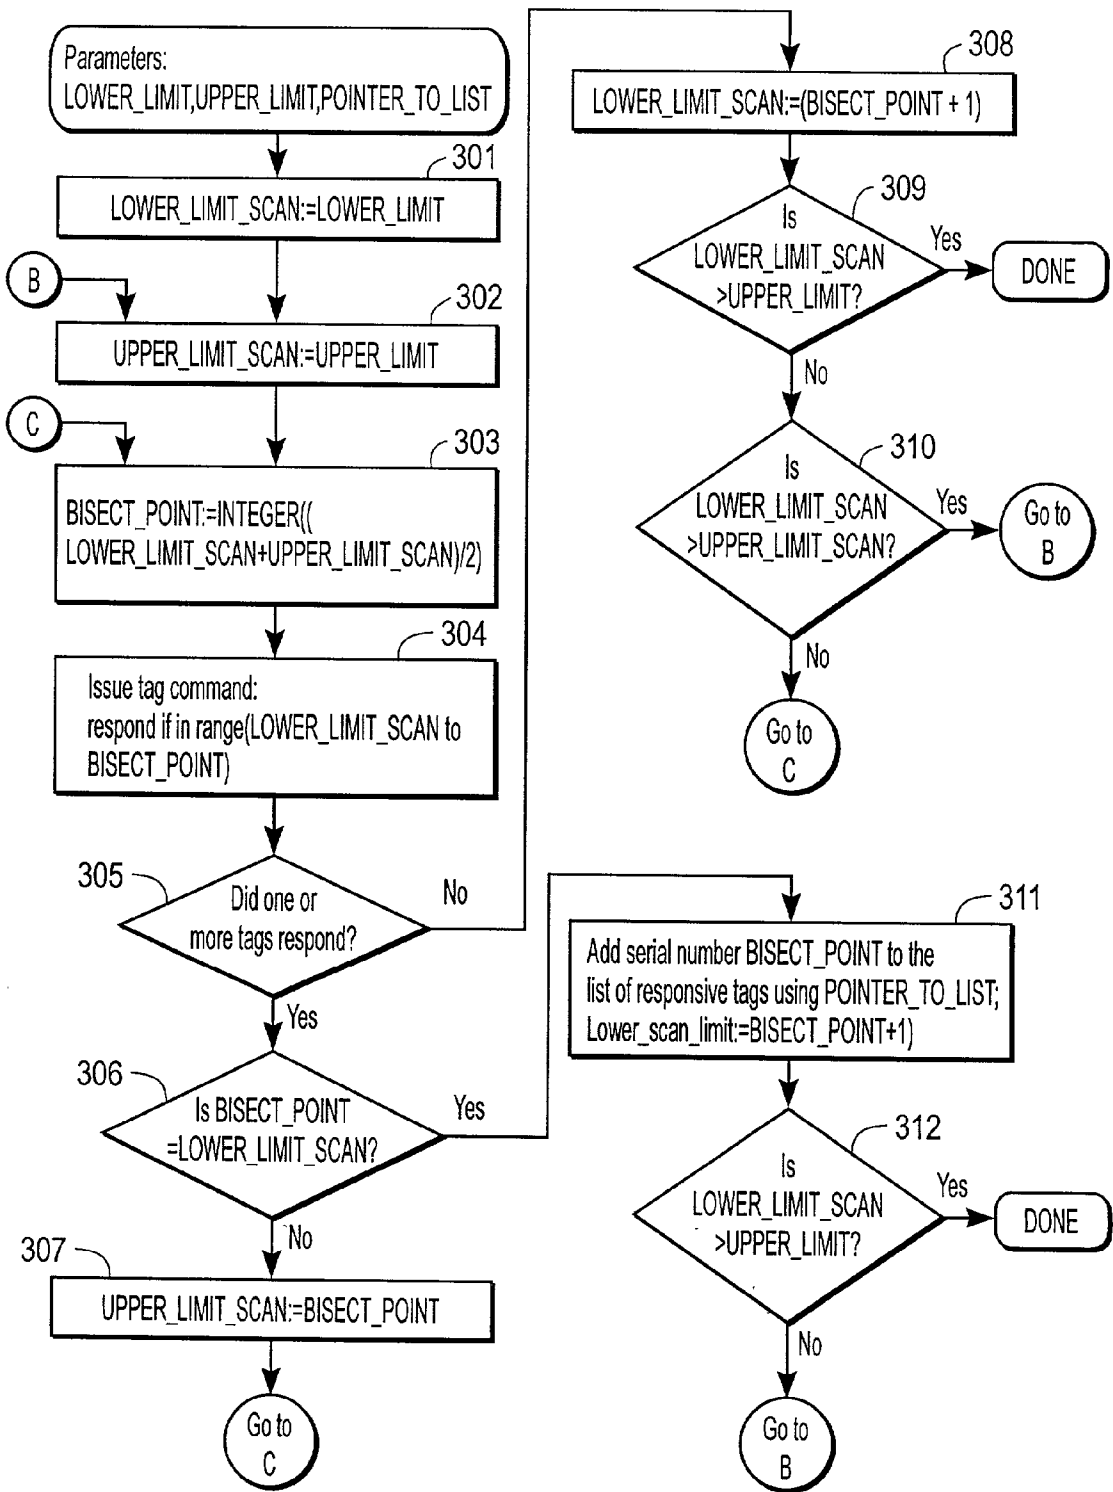 Parameters:
LOWER_LIMIT,UPPER_LIMIT,POINTER_TO_LIST
301
LOWER_LIMIT_SCAN:=LOWER_LIMIT
B
302
UPPER_LIMIT_SCAN:=UPPER_LIMIT
C
303
BISECT_POINT:=INTEGER((
LOWER_LIMIT_SCAN+UPPER_LIMIT_SCAN)/2)
304
Issue tag command:
respond if in range(LOWER_LIMIT_SCAN to
BISECT_POINT)
305
Did one or
more tags respond?
No
Yes
306
Is BISECT_POINT
=LOWER_LIMIT_SCAN?
Yes
No
307
UPPER_LIMIT_SCAN:=BISECT_POINT
Go to
C
308
LOWER_LIMIT_SCAN:=(BISECT_POINT + 1)
309
Is
LOWER_LIMIT_SCAN
>UPPER_LIMIT?
Yes
DONE
No
310
Is
LOWER_LIMIT_SCAN
>UPPER_LIMIT_SCAN?
Yes
Go to
B
No
Go to
C
311
Add serial number BISECT_POINT to the
list of responsive tags using POINTER_TO_LIST;
Lower_scan_limit:=BISECT_POINT+1)
312
Is
LOWER_LIMIT_SCAN
>UPPER_LIMIT?
Yes
DONE
No
Go to
B